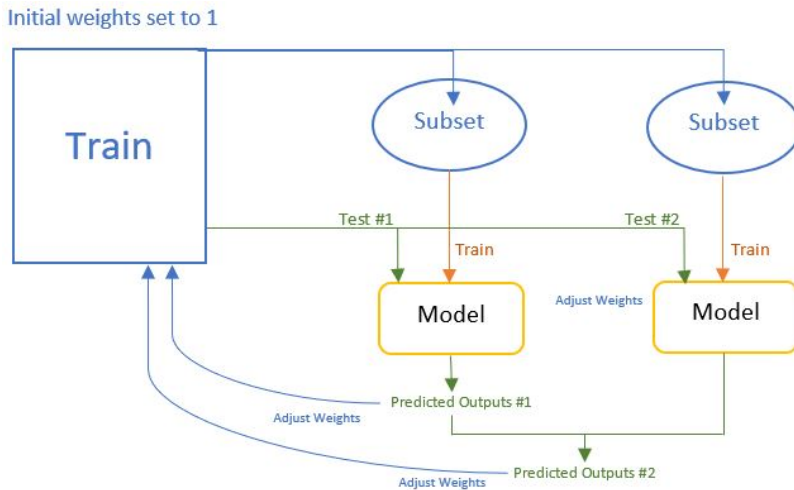 Initial weights set to 1
Train
Subset
Subset
Test #1
Test #2
Train
Train
Model
Adjust Weights
Model
Predicted Outputs #1
Adjust Weights
Predicted Outputs #2
Adjust Weights